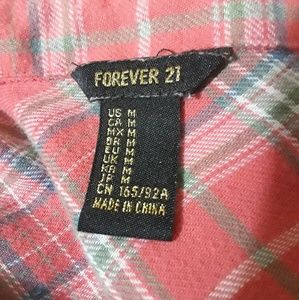 FOREVER 21
US M
CA M
MX M
BR M
EU M
UK M
KR M
JP M
CN 165/92A
MADE IN CHINA